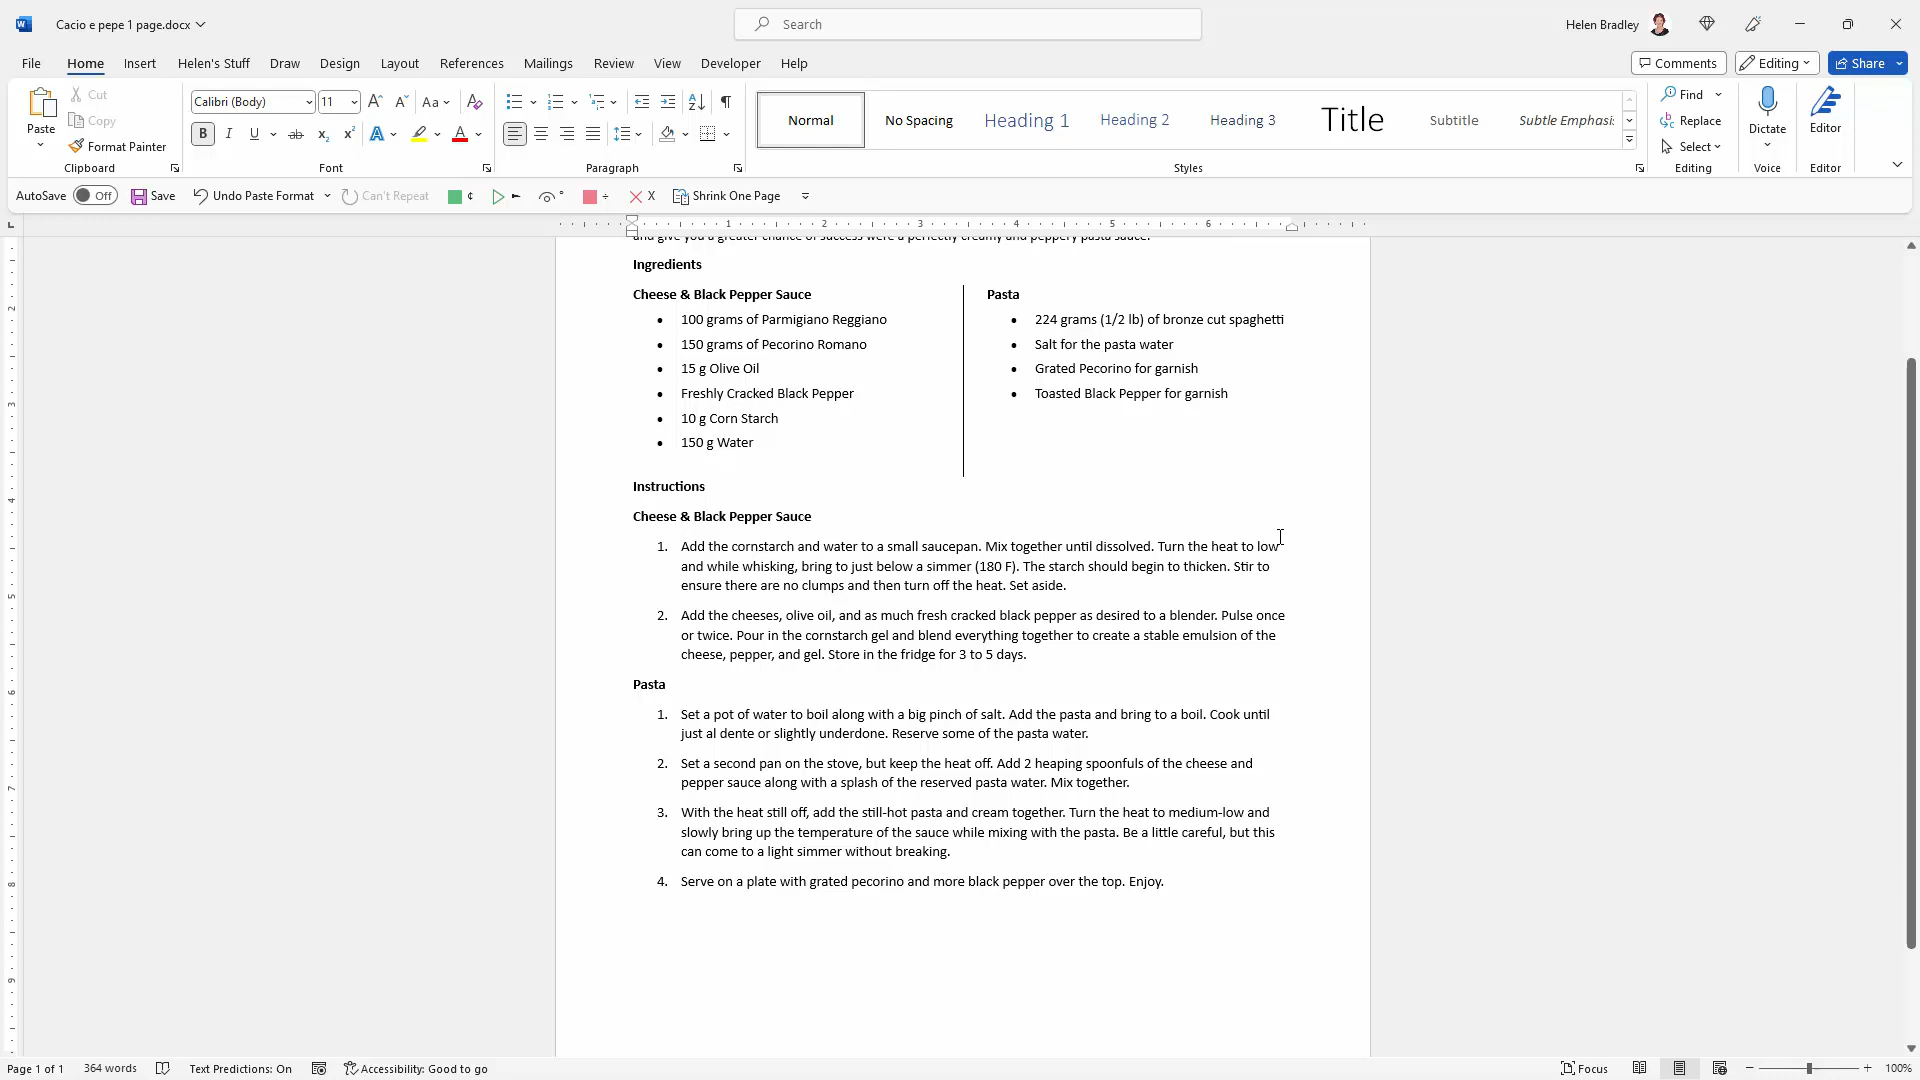 Cacio e pepe 1 page.docx
Search
Helen Bradley
File Home Insert Helen's Stuff Draw Design Layout References Mailings Review View Developer Help
Comments Editing Share
Paste
Cut
Copy
Format Painter
Clipboard
Calibri (Body) 11
Font
Paragraph
Normal
No Spacing
Heading 1
Heading 2
Heading 3
Title
Subtitle
Subtle Emphasis
Styles
Find
Replace
Select
Editing
Dictate
Voice
Editor
Editor
AutoSave Off Save Undo Paste Format Can't Repeat Shrink One Page
1 2 3 4 5 6
and give you a greater chance of success were a perfectly creamy and peppery pasta sauce.
Ingredients
Cheese & Black Pepper Sauce
• 100 grams of Parmigiano Reggiano
• 150 grams of Pecorino Romano
• 15 g Olive Oil
• Freshly Cracked Black Pepper
• 10 g Corn Starch
• 150 g Water
Pasta
• 224 grams (1/2 lb) of bronze cut spaghetti
• Salt for the pasta water
• Grated Pecorino for garnish
• Toasted Black Pepper for garnish
Instructions
Cheese & Black Pepper Sauce
1. Add the cornstarch and water to a small saucepan. Mix together until dissolved. Turn the heat to low
and while whisking, bring to just below a simmer (180 F). The starch should begin to thicken. Stir to
ensure there are no clumps and then turn off the heat. Set aside.
2. Add the cheeses, olive oil, and as much fresh cracked black pepper as desired to a blender. Pulse once
or twice. Pour in the cornstarch gel and blend everything together to create a stable emulsion of the
cheese, pepper, and gel. Store in the fridge for 3 to 5 days.
Pasta
1. Set a pot of water to boil along with a big pinch of salt. Add the pasta and bring to a boil. Cook until
just al dente or slightly underdone. Reserve some of the pasta water.
2. Set a second pan on the stove, but keep the heat off. Add 2 heaping spoonfuls of the cheese and
pepper sauce along with a splash of the reserved pasta water. Mix together.
3. With the heat still off, add the still-hot pasta and cream together. Turn the heat to medium-low and
slowly bring up the temperature of the sauce while mixing with the pasta. Be a little careful, but this
can come to a light simmer without breaking.
4. Serve on a plate with grated pecorino and more black pepper over the top. Enjoy.
Page 1 of 1 364 words Text Predictions: On Accessibility: Good to go
Focus 100%